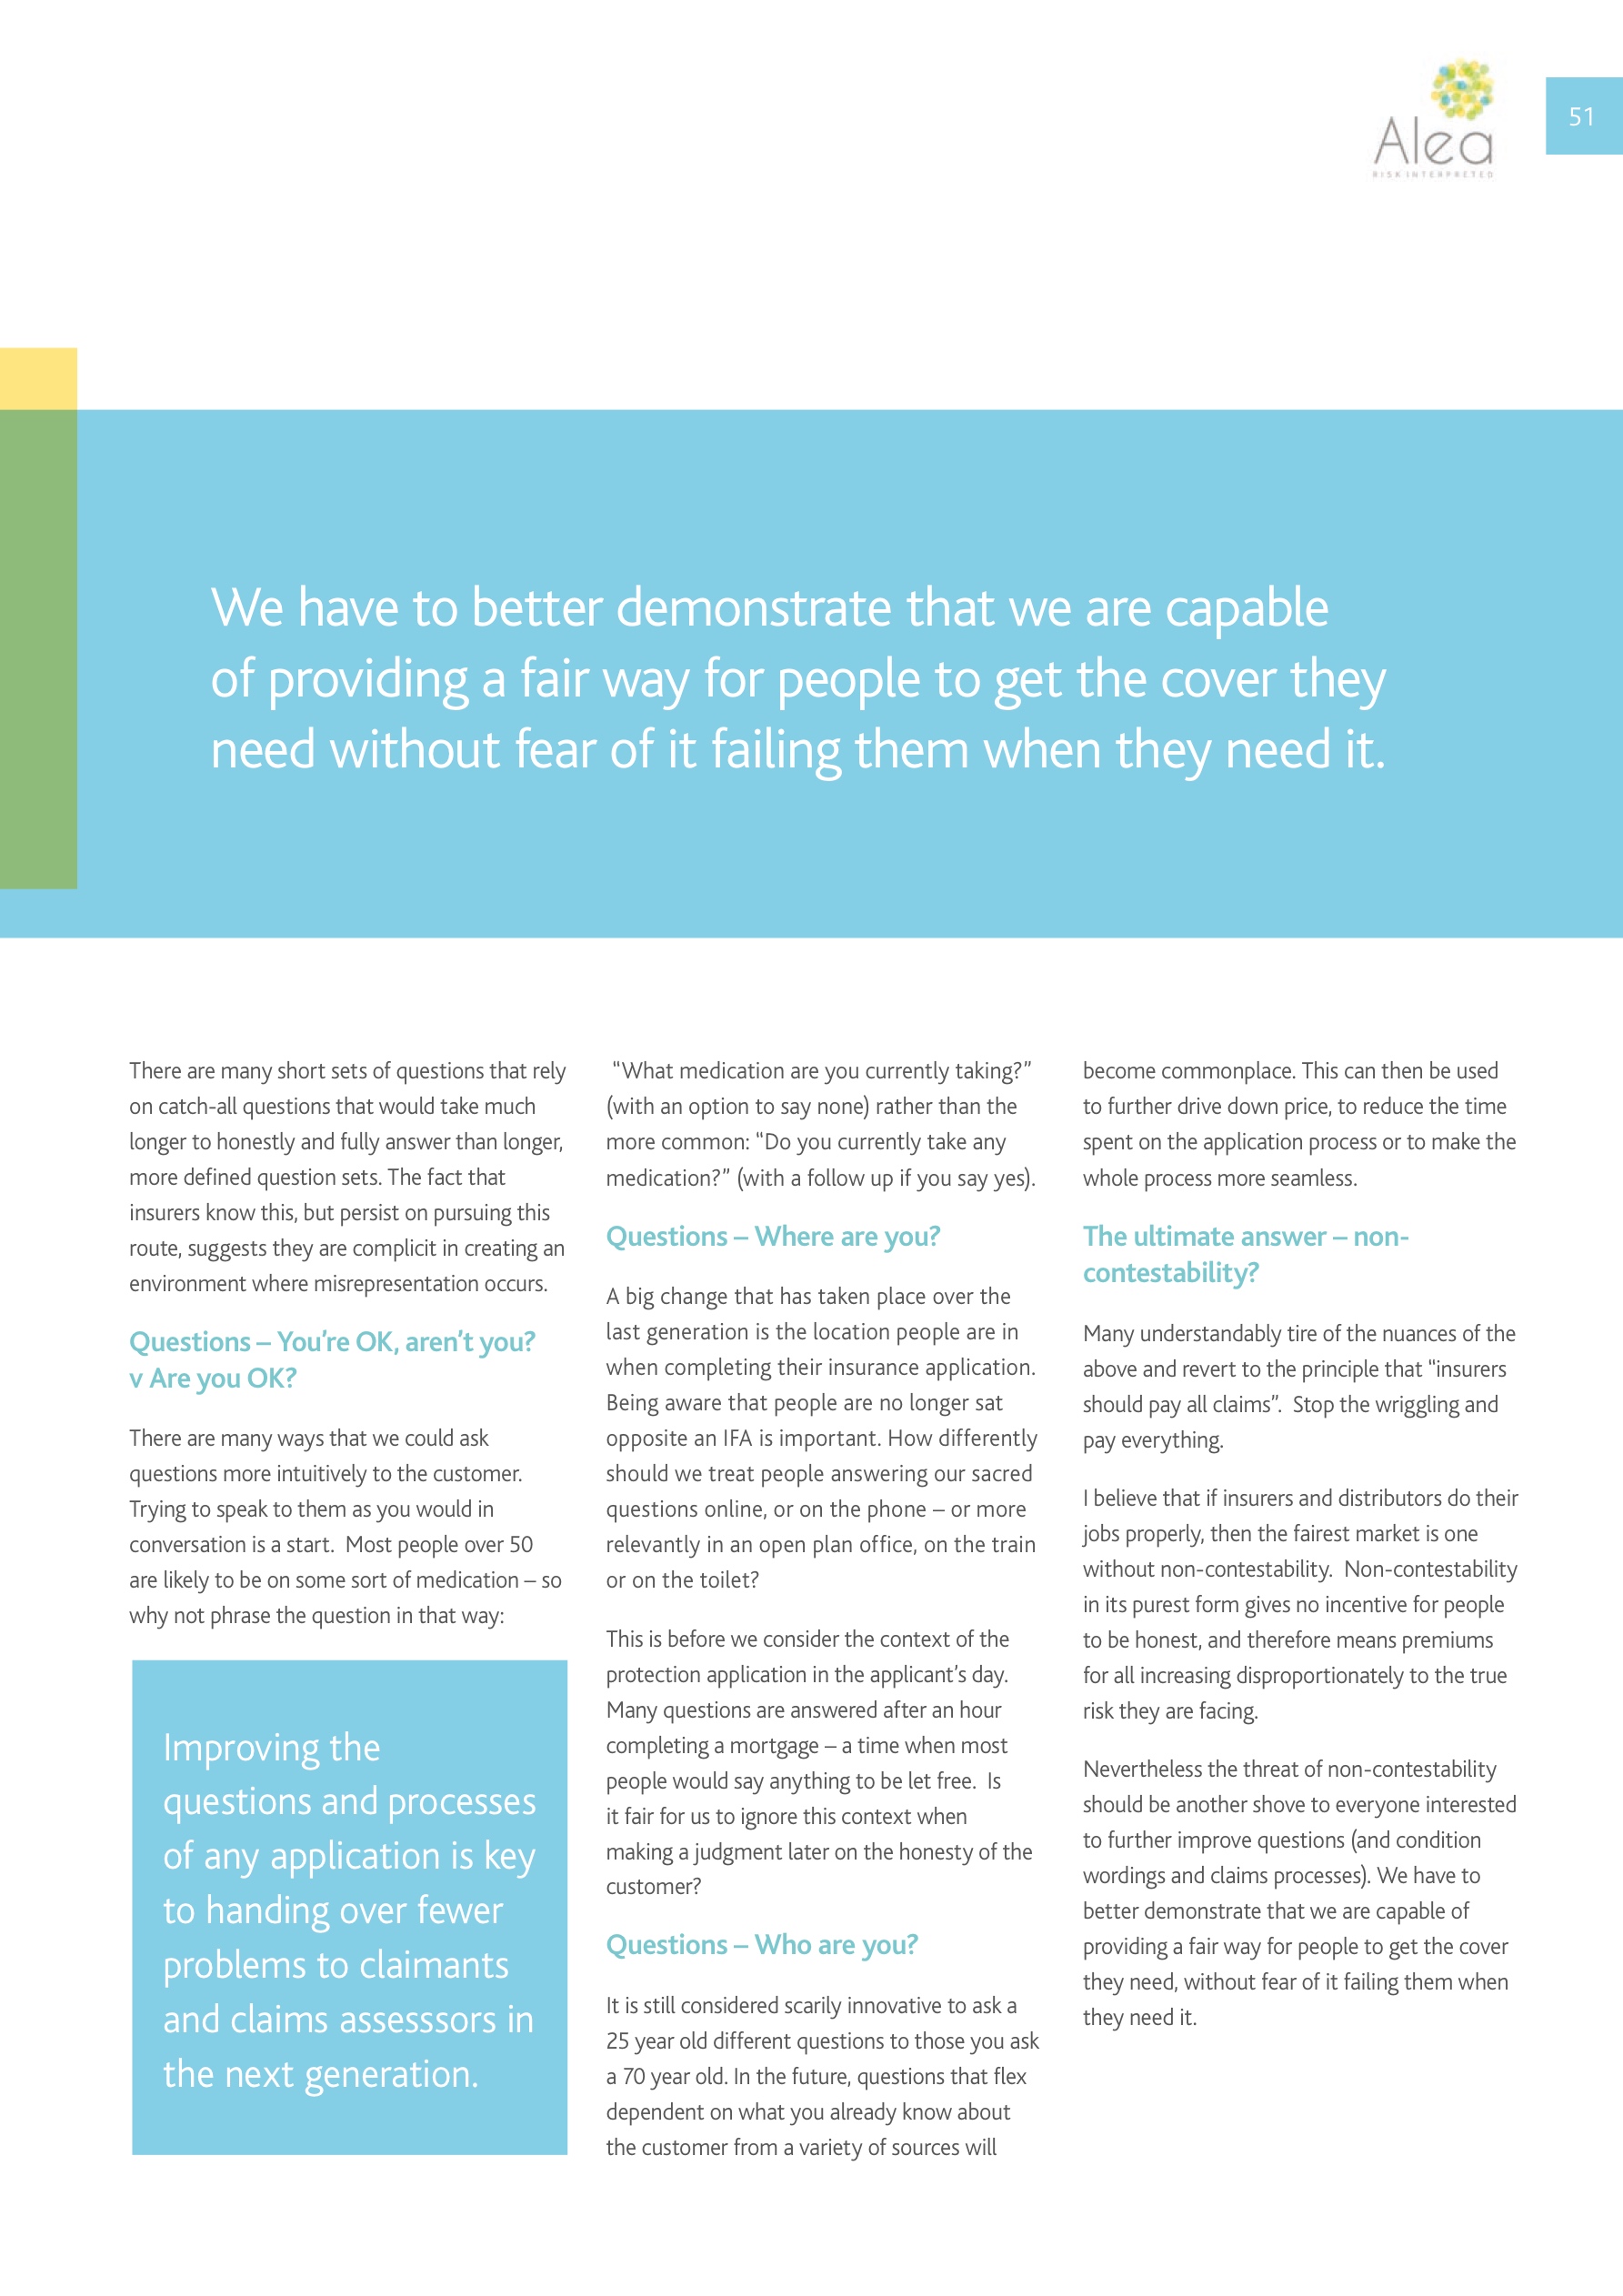 Alea
RISK INTERPRETED
51
We have to better demonstrate that we are capable
of providing a fair way for people to get the cover they
need without fear of it failing them when they need it.
There are many short sets of questions that rely
on catch-all questions that would take much
longer to honestly and fully answer than longer,
more defined question sets. The fact that
insurers know this, but persist on pursuing this
route, suggests they are complicit in creating an
environment where misrepresentation occurs.
Questions – You’re OK, aren’t you?
v Are you OK?
There are many ways that we could ask
questions more intuitively to the customer.
Trying to speak to them as you would in
conversation is a start.  Most people over 50
are likely to be on some sort of medication – so
why not phrase the question in that way:
Improving the
questions and processes
of any application is key
to handing over fewer
problems to claimants
and claims assesssors in
the next generation.
“What medication are you currently taking?”
(with an option to say none) rather than the
more common: “Do you currently take any
medication?” (with a follow up if you say yes).
Questions – Where are you?
A big change that has taken place over the
last generation is the location people are in
when completing their insurance application.
Being aware that people are no longer sat
opposite an IFA is important. How differently
should we treat people answering our sacred
questions online, or on the phone – or more
relevantly in an open plan office, on the train
or on the toilet?
This is before we consider the context of the
protection application in the applicant’s day.
Many questions are answered after an hour
completing a mortgage – a time when most
people would say anything to be let free.  Is
it fair for us to ignore this context when
making a judgment later on the honesty of the
customer?
Questions – Who are you?
It is still considered scarily innovative to ask a
25 year old different questions to those you ask
a 70 year old. In the future, questions that flex
dependent on what you already know about
the customer from a variety of sources will
become commonplace. This can then be used
to further drive down price, to reduce the time
spent on the application process or to make the
whole process more seamless.
The ultimate answer – non-
contestability?
Many understandably tire of the nuances of the
above and revert to the principle that “insurers
should pay all claims”.  Stop the wriggling and
pay everything.
I believe that if insurers and distributors do their
jobs properly, then the fairest market is one
without non-contestability.  Non-contestability
in its purest form gives no incentive for people
to be honest, and therefore means premiums
for all increasing disproportionately to the true
risk they are facing.
Nevertheless the threat of non-contestability
should be another shove to everyone interested
to further improve questions (and condition
wordings and claims processes). We have to
better demonstrate that we are capable of
providing a fair way for people to get the cover
they need, without fear of it failing them when
they need it.